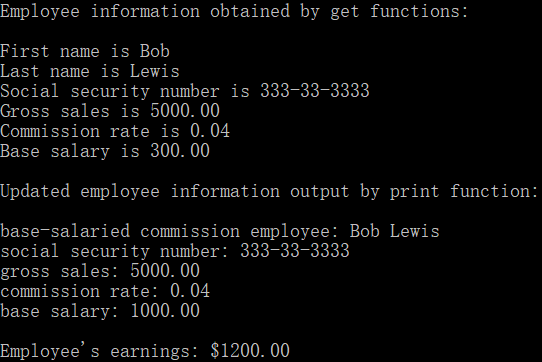 Employee information obtained by get functions:
First name is Bob
Last name is Lewis
Social security number is 333-33-3333
Gross sales is 5000.00
Commission rate is 0.04
Base salary is 300.00
Updated employee information output by print function:
base-salaried commission employee: Bob Lewis
social security number: 333-33-3333
gross sales: 5000.00
commission rate: 0.04
base salary: 1000.00
Employee's earnings: $1200.00